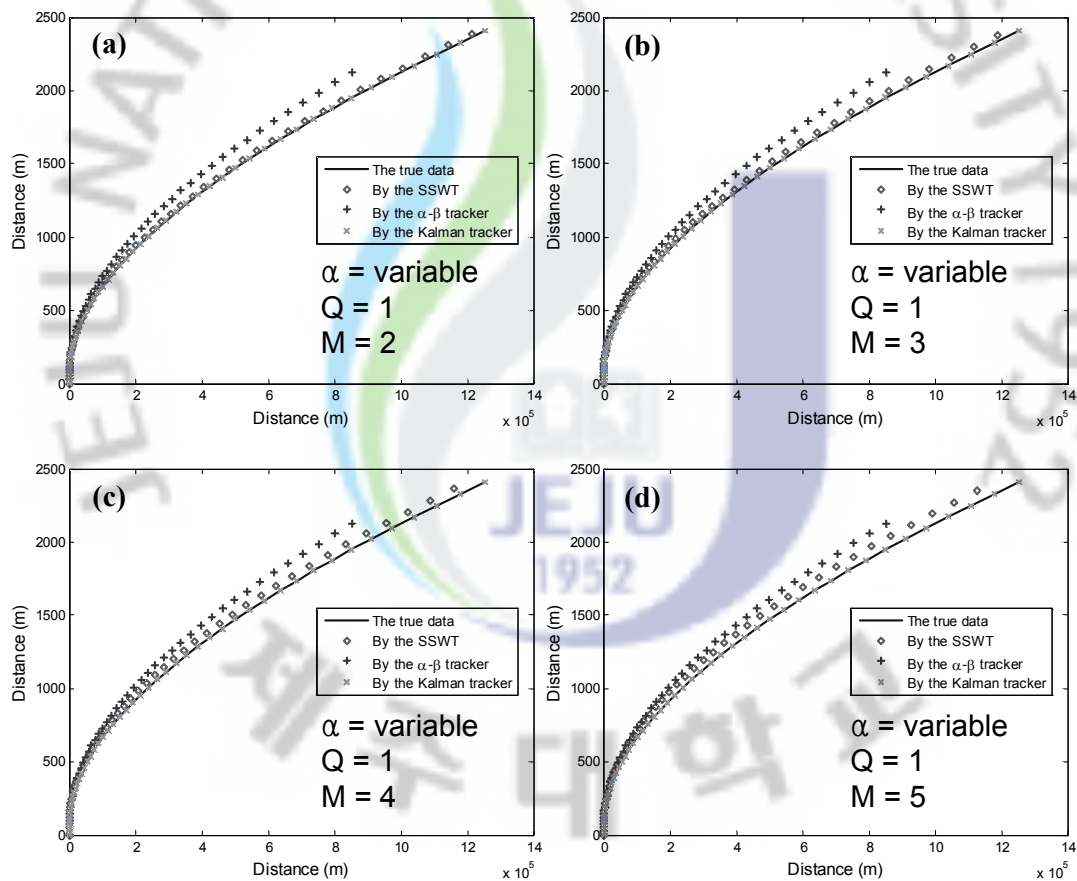 (a)
2500
2000
1500
1000
500
0
Distance (m)
The true data
By the SSWT
By the α-β tracker
By the Kalman tracker
α = variable
Q = 1
M = 2
0 2 4 6 8 10 12 14
Distance (m)
x 10^5
(b)
2500
2000
1500
1000
500
0
Distance (m)
The true data
By the SSWT
By the α-β tracker
By the Kalman tracker
α = variable
Q = 1
M = 3
0 2 4 6 8 10 12 14
Distance (m)
x 10^5
(c)
2500
2000
1500
1000
500
0
Distance (m)
The true data
By the SSWT
By the α-β tracker
By the Kalman tracker
α = variable
Q = 1
M = 4
0 2 4 6 8 10 12 14
Distance (m)
x 10^5
(d)
2500
2000
1500
1000
500
0
Distance (m)
The true data
By the SSWT
By the α-β tracker
By the Kalman tracker
α = variable
Q = 1
M = 5
0 2 4 6 8 10 12 14
Distance (m)
x 10^5
JEJU
1952
제주대학교